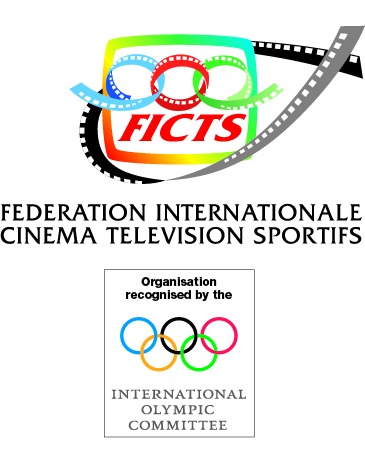 FICTS
FEDERATION INTERNATIONALE
CINEMA TELEVISION SPORTIFS
Organisation
recognised by the
INTERNATIONAL
OLYMPIC
COMMITTEE